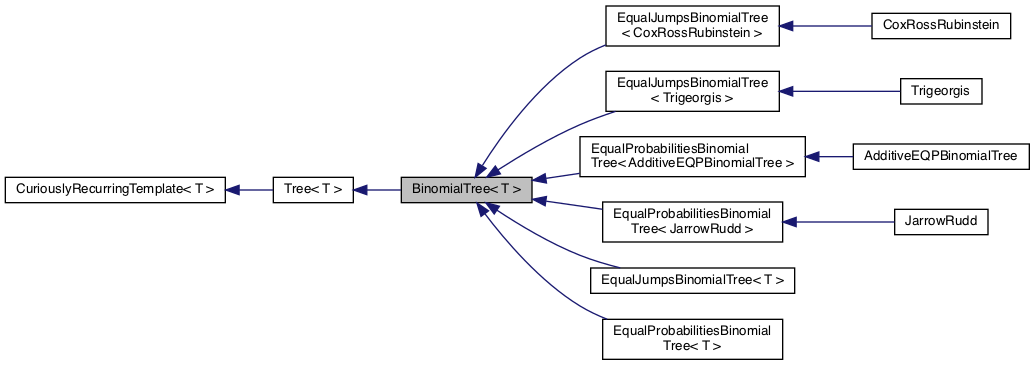 EqualJumpsBinomialTree
< CoxRossRubinstein >
CoxRossRubinstein
EqualJumpsBinomialTree
< Trigeorgis >
Trigeorgis
EqualProbabilitiesBinomial
Tree< AdditiveEQPBinomialTree >
AdditiveEQPBinomialTree
CuriouslyRecurringTemplate< T >
Tree< T >
BinomialTree< T >
EqualProbabilitiesBinomial
Tree< JarrowRudd >
JarrowRudd
EqualJumpsBinomialTree< T >
EqualProbabilitiesBinomial
Tree< T >